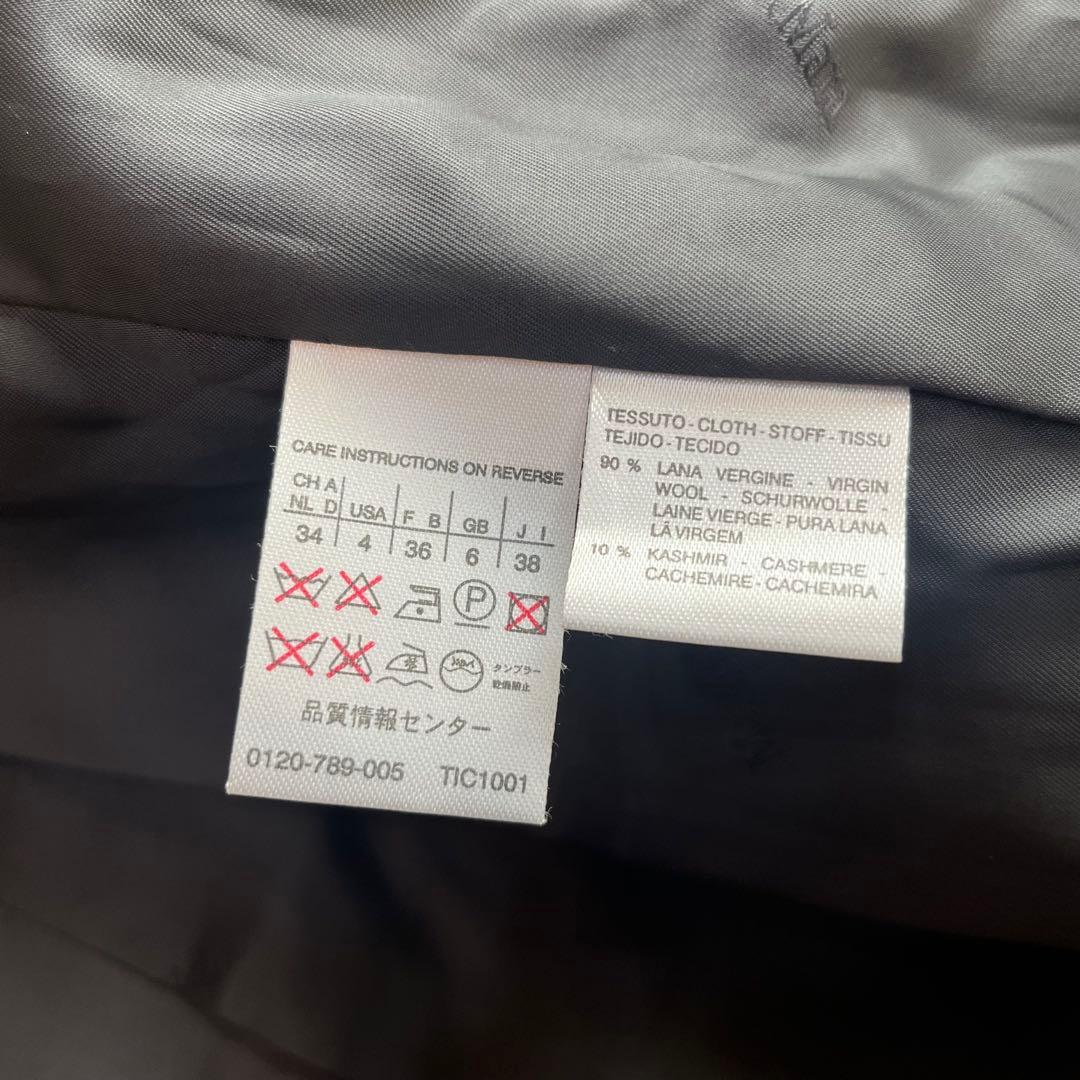 CARE INSTRUCTIONS ON REVERSE
CH A
NL D USA F B GB J I
34 4 36 6 38
P
タンブラー
乾燥禁止
品質情報センター
0120-789-005 TIC1001
TESSUTO - CLOTH - STOFF - TISSU
TEJIDO - TECIDO
90 % LANA VERGINE - VIRGIN
WOOL - SCHURWOLLE -
LAINE VIERGE - PURA LANA
LÂ VIRGEM
10 % KASHMIR - CASHMERE -
CACHEMIRE - CACHEMIRA